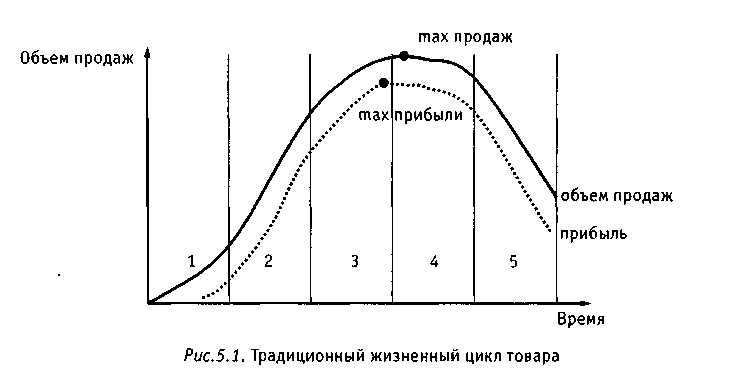 max продаж
Объем продаж
max прибыли
объем продаж
прибыль
1 2 3 4 5
Время
Рис.5.1. Традиционный жизненный цикл товара